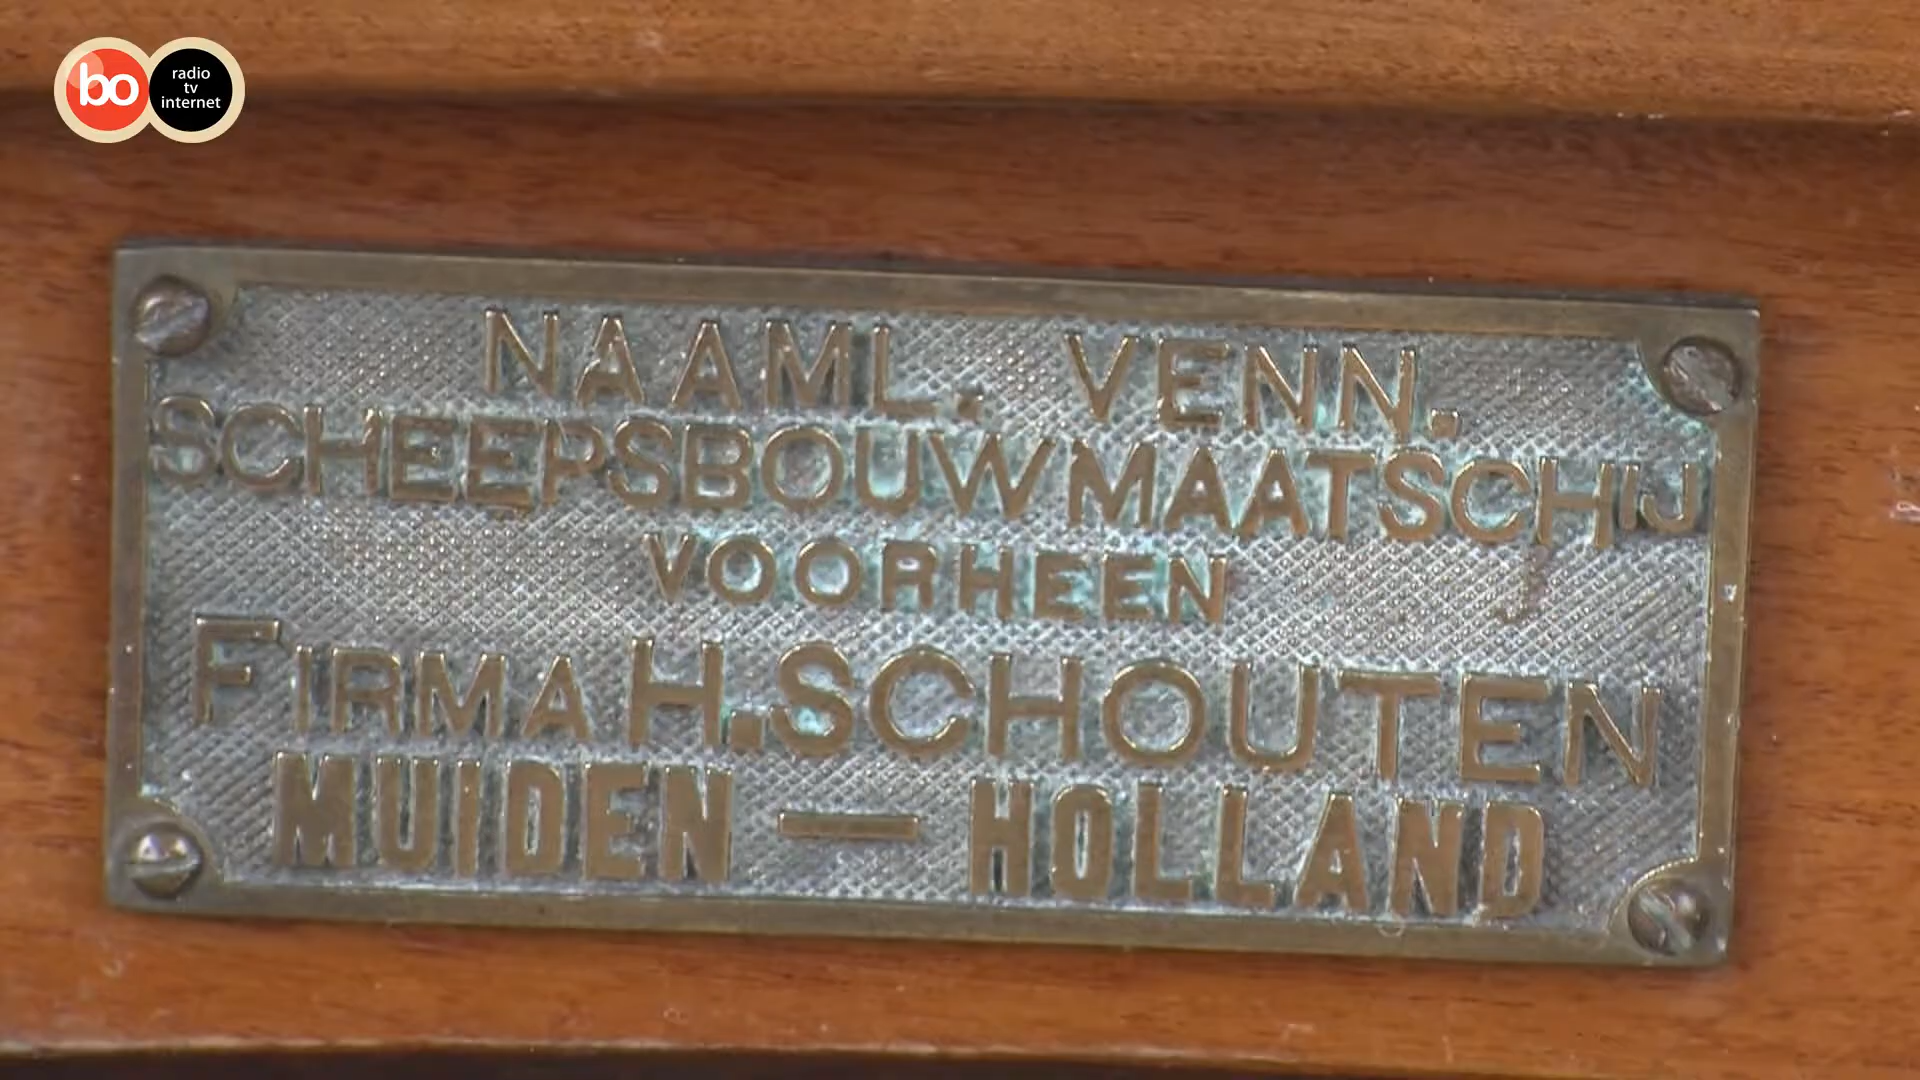 bo
radio
tv
internet
NAAML. VENN.
SCHEEPSBOUWMAATSCHIJ
VOORHEEN
FIRMA H. SCHOUTEN
MUIDEN — HOLLAND